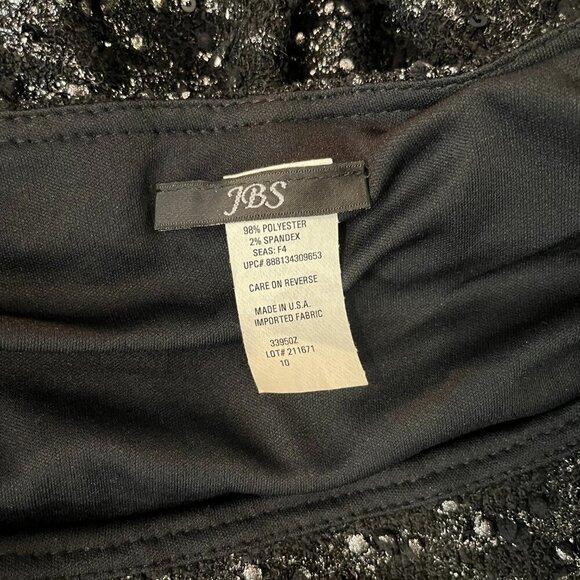 JBS
98% POLYESTER
2% SPANDEX
SEAS: F4
UPC#.888134309653
CARE ON REVERSE
MADE IN U.S.A.
IMPORTED FABRIC
33950Z
LOT# 211671
10